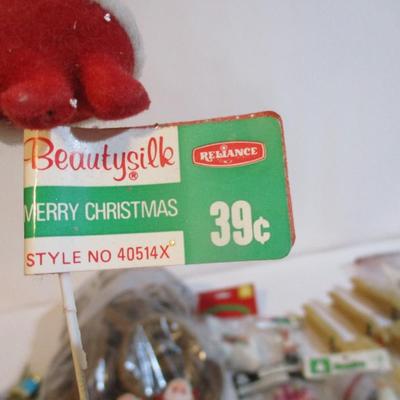 Beautysilk®
RELIANCE
MERRY CHRISTMAS
39¢
STYLE NO 40514X